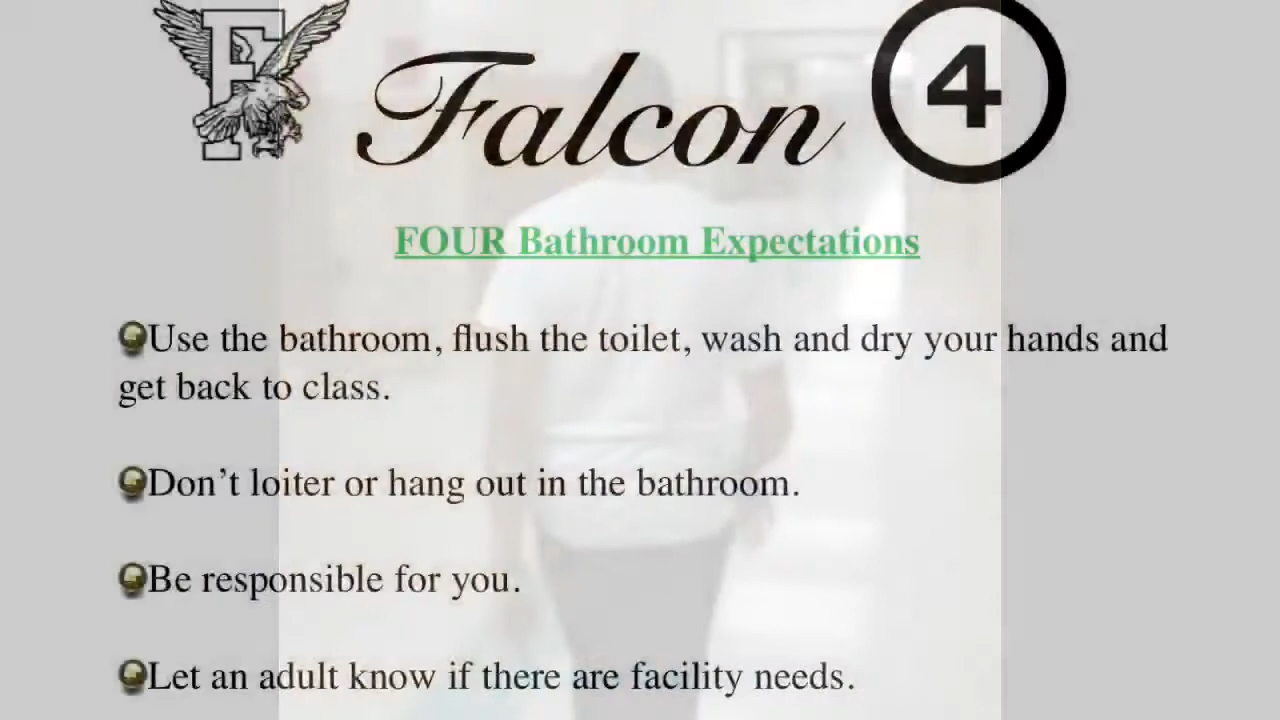 F
Falcon 4
FOUR Bathroom Expectations
Use the bathroom, flush the toilet, wash and dry your hands and
get back to class.
Don’t loiter or hang out in the bathroom.
Be responsible for you.
Let an adult know if there are facility needs.